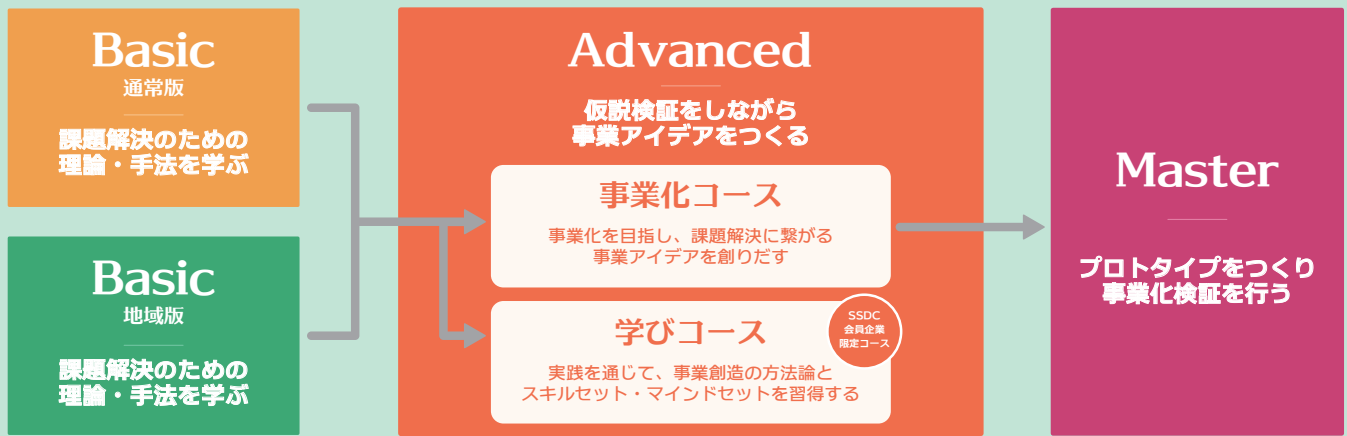 Basic
通常版
課題解決のための
理論・手法を学ぶ
Basic
地域版
課題解決のための
理論・手法を学ぶ
Advanced
仮説検証をしながら
事業アイデアをつくる
事業化コース
事業化を目指し、課題解決に繋がる
事業アイデアを創りだす
学びコース
SSDC
会員企業
限定コース
実践を通じて、事業創造の方法論と
スキルセット・マインドセットを習得する
Master
プロトタイプをつくり
事業化検証を行う